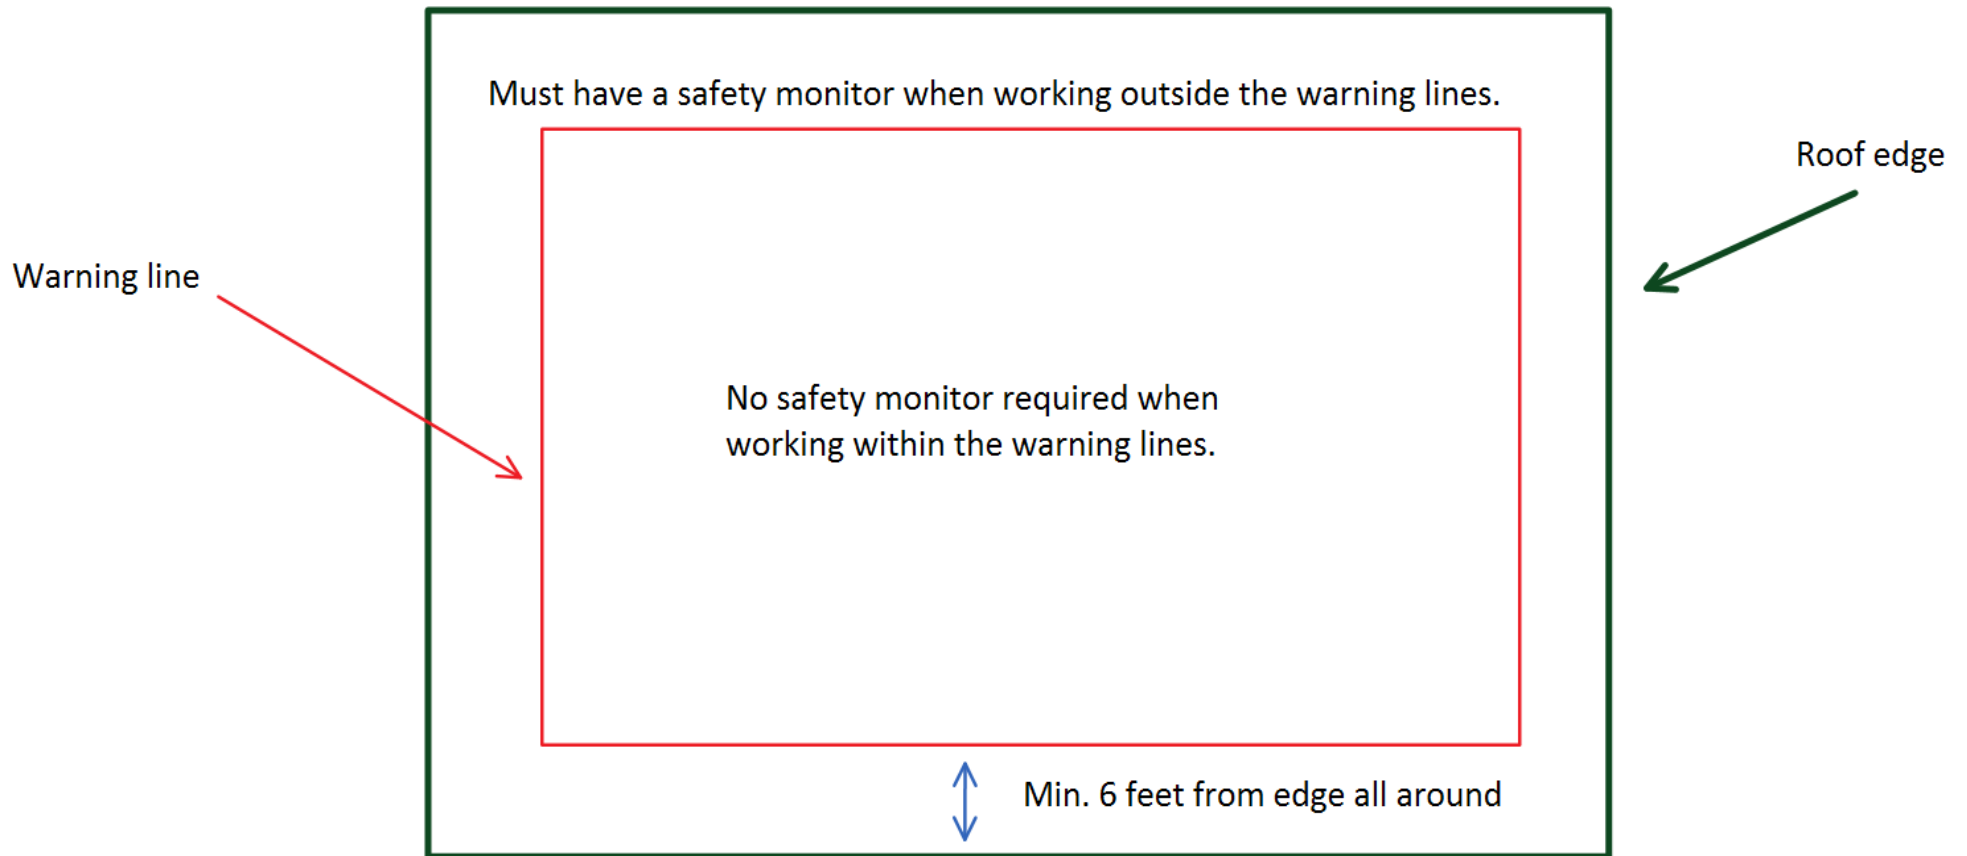 Must have a safety monitor when working outside the warning lines.
Roof edge
Warning line
No safety monitor required when
working within the warning lines.
Min. 6 feet from edge all around